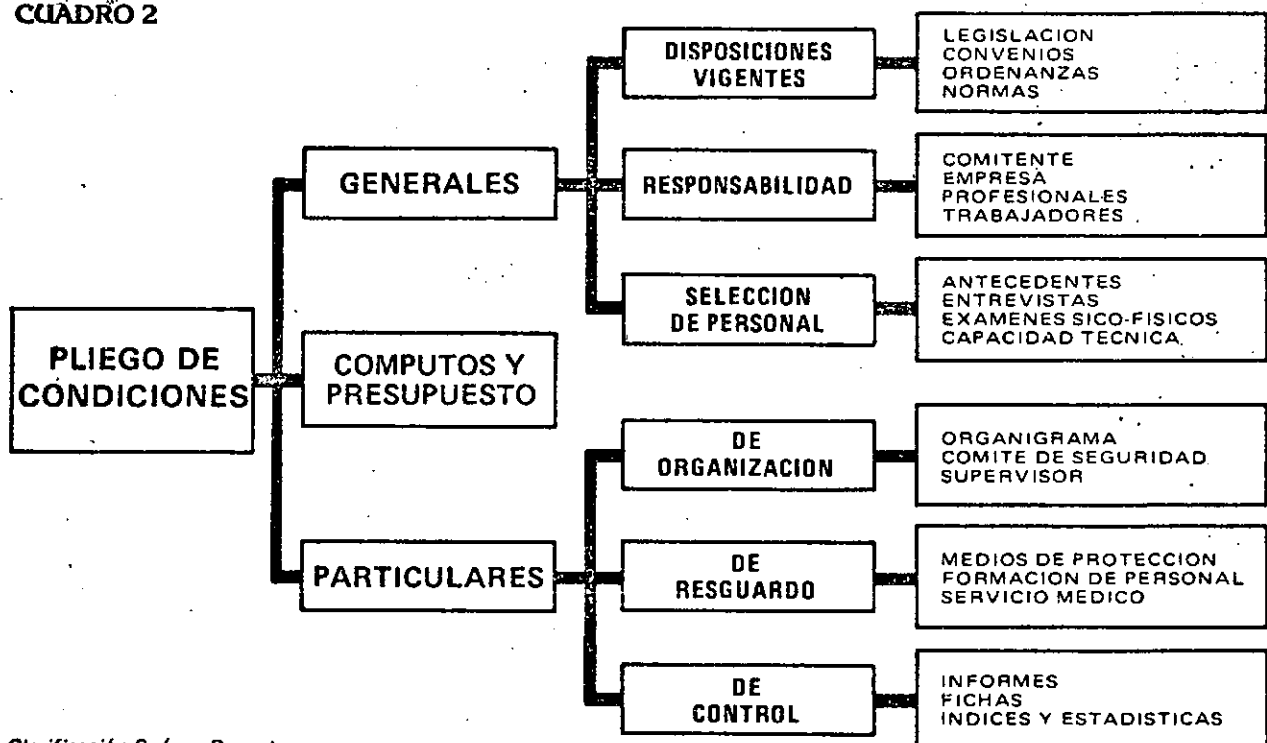 CUADRO 2
PLIEGO DE
CONDICIONES
GENERALES
DISPOSICIONES
VIGENTES
LEGISLACION
CONVENIOS
ORDENANZAS
NORMAS
RESPONSABILIDAD
COMITENTE
EMPRESA
PROFESIONALES
TRABAJADORES
SELECCION
DE PERSONAL
ANTECEDENTES
ENTREVISTAS
EXAMENES SICO-FISICOS
CAPACIDAD TECNICA
COMPUTOS Y
PRESUPUESTO
PARTICULARES
DE
ORGANIZACION
ORGANIGRAMA
COMITE DE SEGURIDAD
SUPERVISOR
DE
RESGUARDO
MEDIOS DE PROTECCION
FORMACION DE PERSONAL
SERVICIO MEDICO
DE
CONTROL
INFORMES
FICHAS
INDICES Y ESTADISTICAS